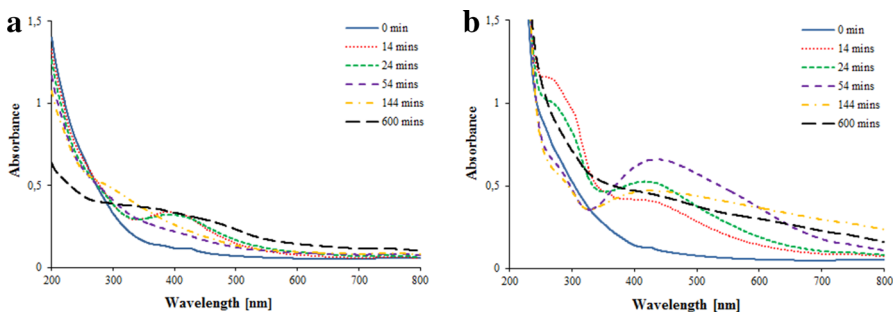 a
1,5
1
0,5
0
Absorbance
200 300 400 500 600 700 800
Wavelength [nm]
0 min
14 mins
24 mins
54 mins
144 mins
600 mins
b
1,5
1
0,5
0
Absorbance
200 300 400 500 600 700 800
Wavelength [nm]
0 min
14 mins
24 mins
54 mins
144 mins
600 mins